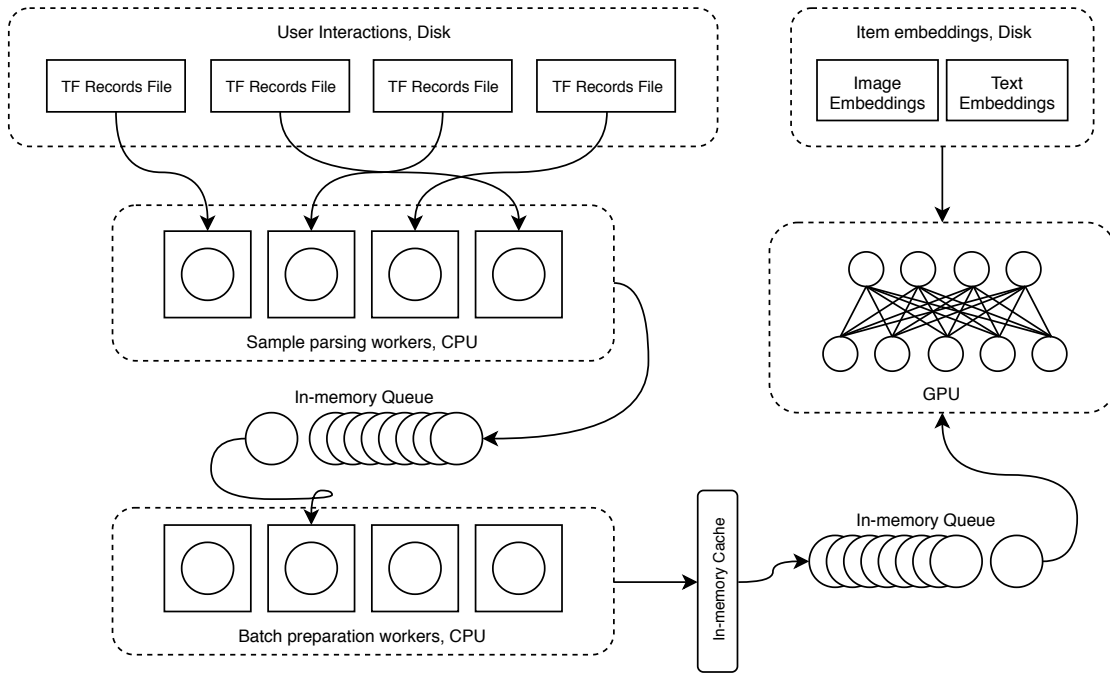 User Interactions, Disk
TF Records File
TF Records File
TF Records File
TF Records File
Item embeddings, Disk
Image
Embeddings
Text
Embeddings
Sample parsing workers, CPU
GPU
In-memory Queue
Batch preparation workers, CPU
In-memory Cache
In-memory Queue